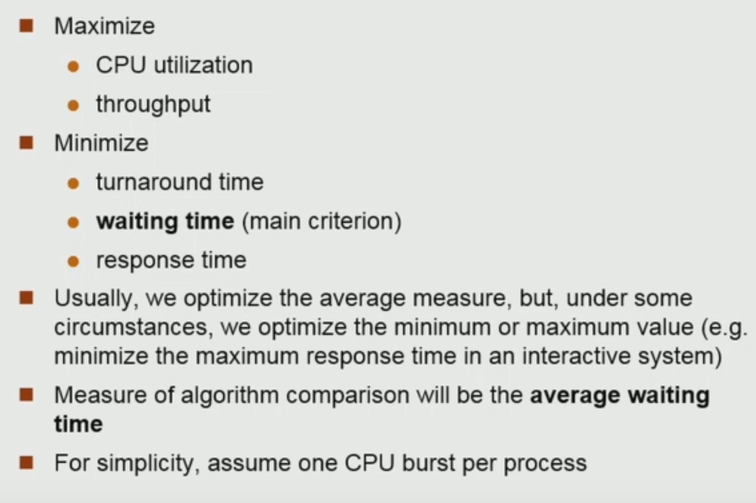 Maximize
CPU utilization
throughput
Minimize
turnaround time
waiting time (main criterion)
response time
Usually, we optimize the average measure, but, under some
circumstances, we optimize the minimum or maximum value (e.g.
minimize the maximum response time in an interactive system)
Measure of algorithm comparison will be the average waiting
time
For simplicity, assume one CPU burst per process